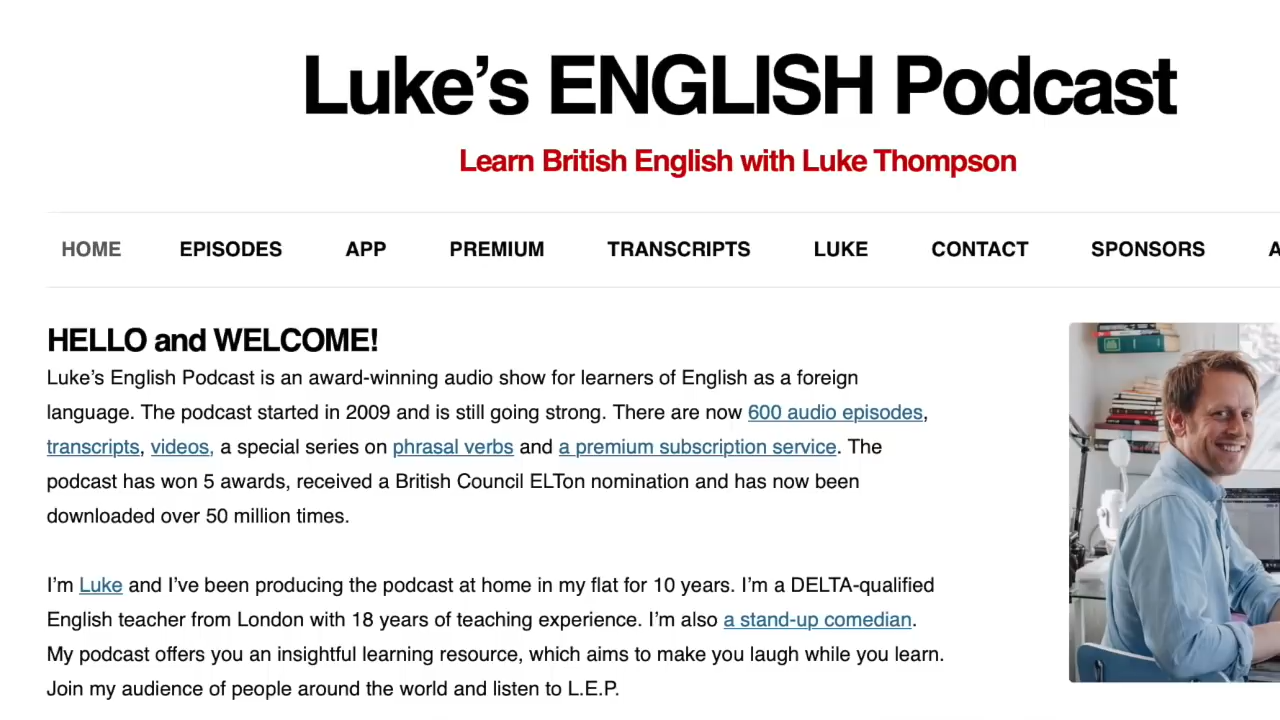 Luke’s ENGLISH Podcast
Learn British English with Luke Thompson
HOME EPISODES APP PREMIUM TRANSCRIPTS LUKE CONTACT SPONSORS A
HELLO and WELCOME!
Luke’s English Podcast is an award-winning audio show for learners of English as a foreign
language. The podcast started in 2009 and is still going strong. There are now 600 audio episodes,
transcripts, videos, a special series on phrasal verbs and a premium subscription service. The
podcast has won 5 awards, received a British Council ELTon nomination and has now been
downloaded over 50 million times.
I’m Luke and I’ve been producing the podcast at home in my flat for 10 years. I’m a DELTA-qualified
English teacher from London with 18 years of teaching experience. I’m also a stand-up comedian.
My podcast offers you an insightful learning resource, which aims to make you laugh while you learn.
Join my audience of people around the world and listen to L.E.P.